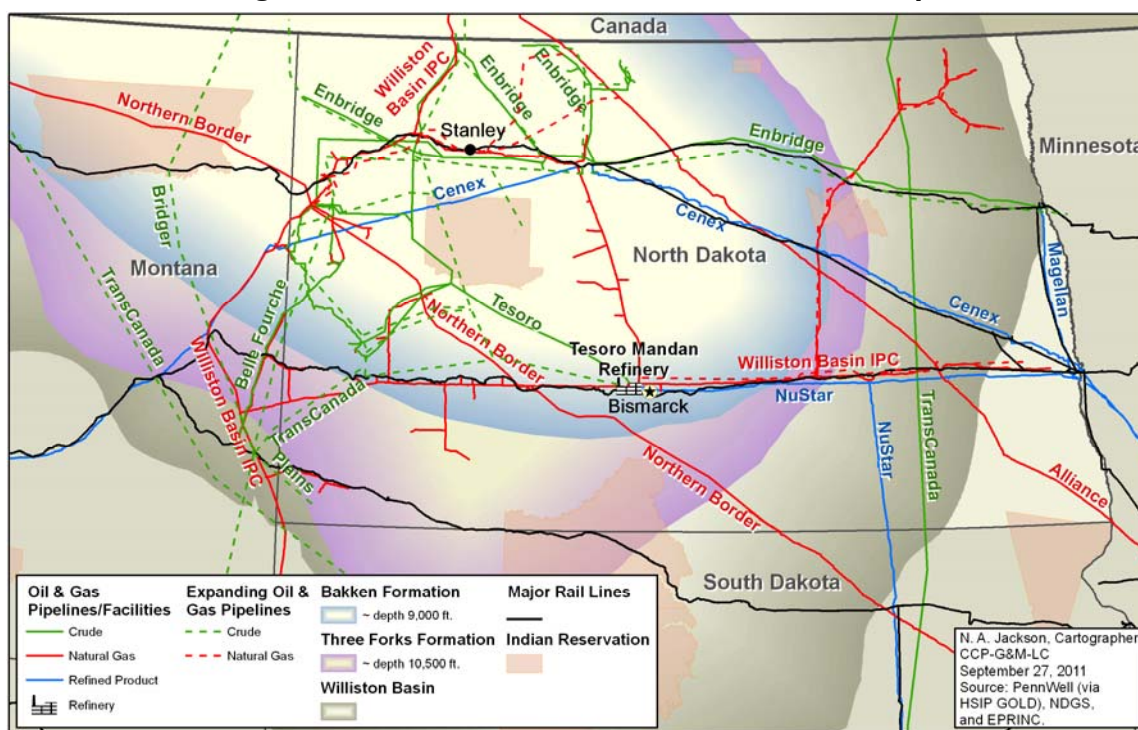 Canada
Williston
Basin IPC
Enbridge
Enbridge
Enbridge
Northern Border
Stanley
Enbridge
Minnesota
Bridger
Cenex
Cenex
North Dakota
Montana
TransCanada
Magellan
Tesoro
Cenex
Belle Fourche
Northern Border
Tesoro Mandan
Refinery
Williston Basin IPC
Williston Basin IPC
Bismarck
NuStar
TransCanada
NuStar
TransCanada
Plains
Northern Border
Alliance
South Dakota
Oil & Gas
Pipelines/Facilities
Crude
Natural Gas
Refined Product
Refinery
Expanding Oil &
Gas Pipelines
Crude
Natural Gas
Bakken Formation
~ depth 9,000 ft.
Three Forks Formation
~ depth 10,500 ft.
Williston Basin
Major Rail Lines
Indian Reservation
N. A. Jackson, Cartographer
CCP-G&M-LC
September 27, 2011
Source: PennWell (via
HSIP GOLD), NDGS,
and EPRINC.